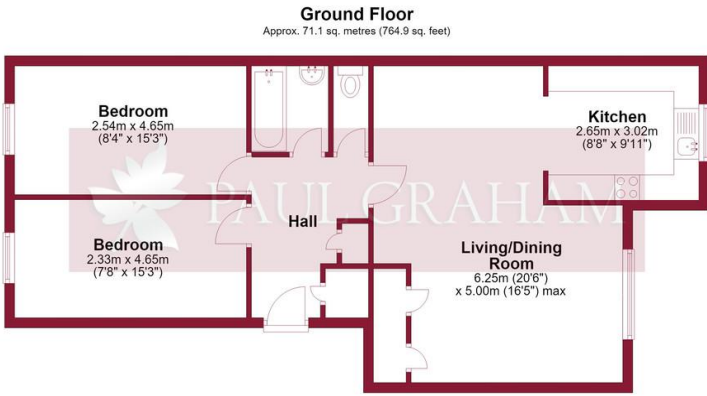 Ground Floor
Approx. 71.1 sq. metres (764.9 sq. feet)
Bedroom
2.54m x 4.65m
(8'4" x 15'3")
Kitchen
2.65m x 3.02m
(8'8" x 9'11")
PAUL GRAHAM
Hall
Bedroom
2.33m x 4.65m
(7'8" x 15'3")
Living/Dining
Room
6.25m (20'6")
x 5.00m (16'5") max